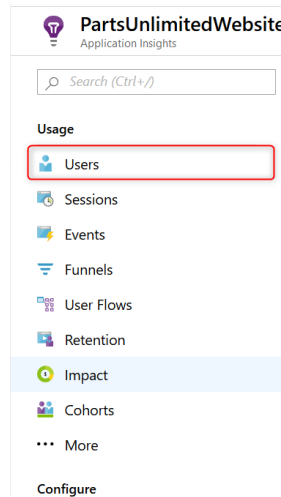 PartsUnlimitedWebsite
Application Insights
Search (Ctrl+/)
Usage
Users
Sessions
Events
Funnels
User Flows
Retention
Impact
Cohorts
More
Configure